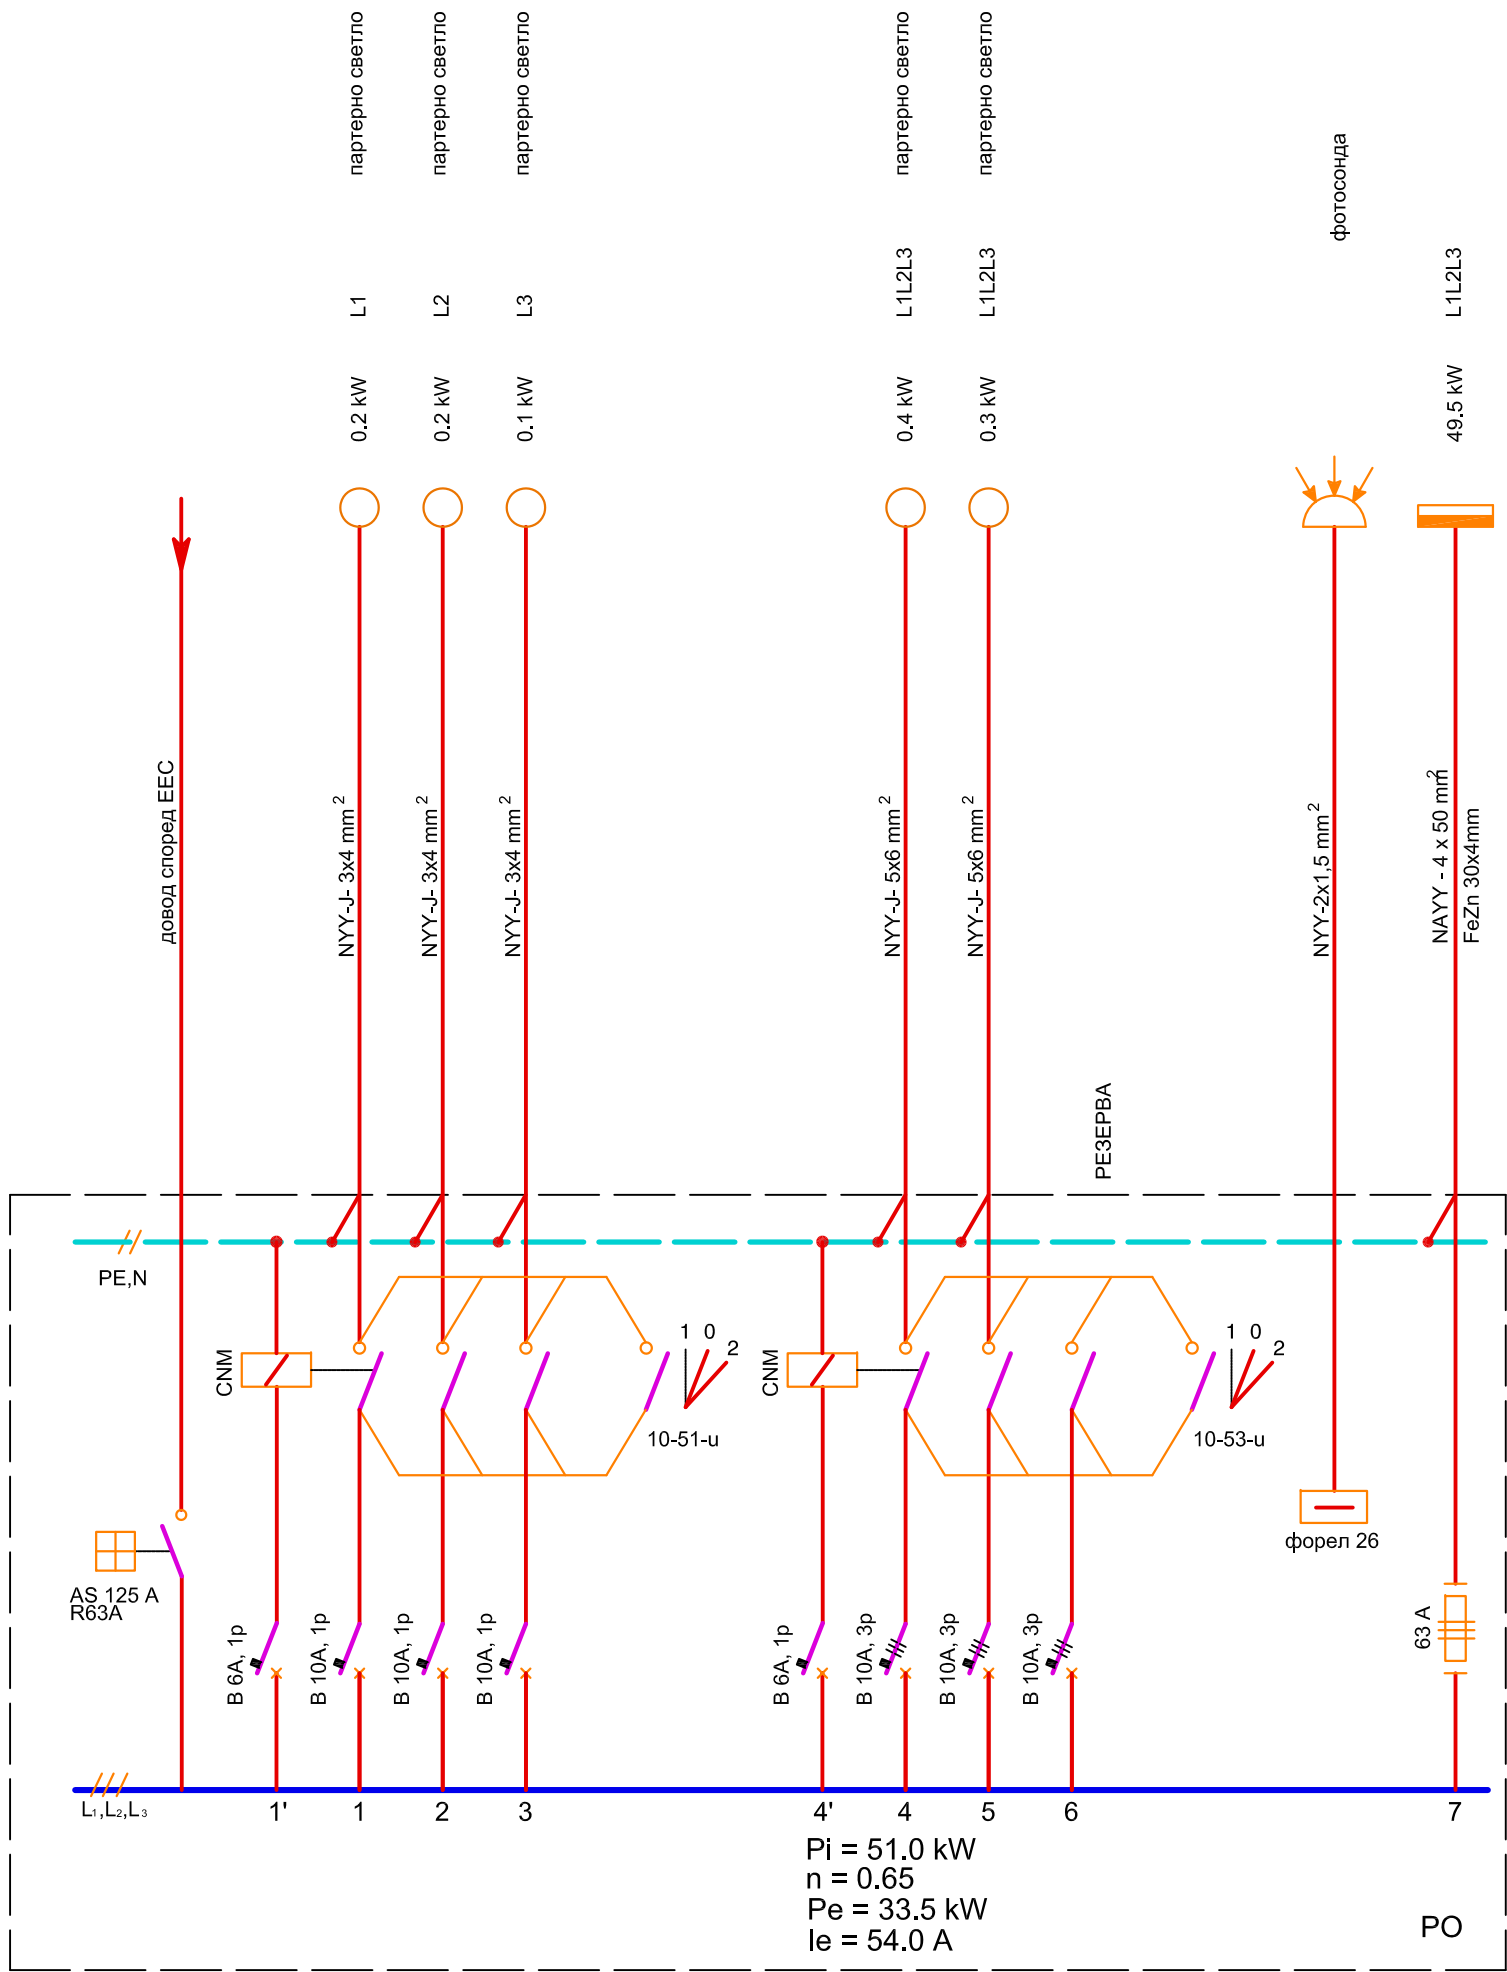 партерно светло
партерно светло
партерно светло
партерно светло
партерно светло
фотосонда
L1
L2
L3
L1L2L3
L1L2L3
L1L2L3
0.2 kW
0.2 kW
0.1 kW
0.4 kW
0.3 kW
49.5 kW
довод според ЕЕС
NYY-J- 3x4 mm²
NYY-J- 3x4 mm²
NYY-J- 3x4 mm²
NYY-J- 5x6 mm²
NYY-J- 5x6 mm²
NYY-2x1,5 mm²
NAYY - 4 x 50 mm²
FeZn 30x4mm
РЕЗЕРВА
PE,N
CNM
1 0 2
10-51-u
CNM
1 0 2
10-53-u
форел 26
AS 125 A
R63A
B 6A, 1p
B 10A, 1p
B 10A, 1p
B 10A, 1p
B 6A, 1p
B 10A, 3p
B 10A, 3p
B 10A, 3p
63 A
L₁,L₂,L₃
1' 1 2 3 4' 4 5 6 7
Pi = 51.0 kW
n = 0.65
Pe = 33.5 kW
Ie = 54.0 A
РО